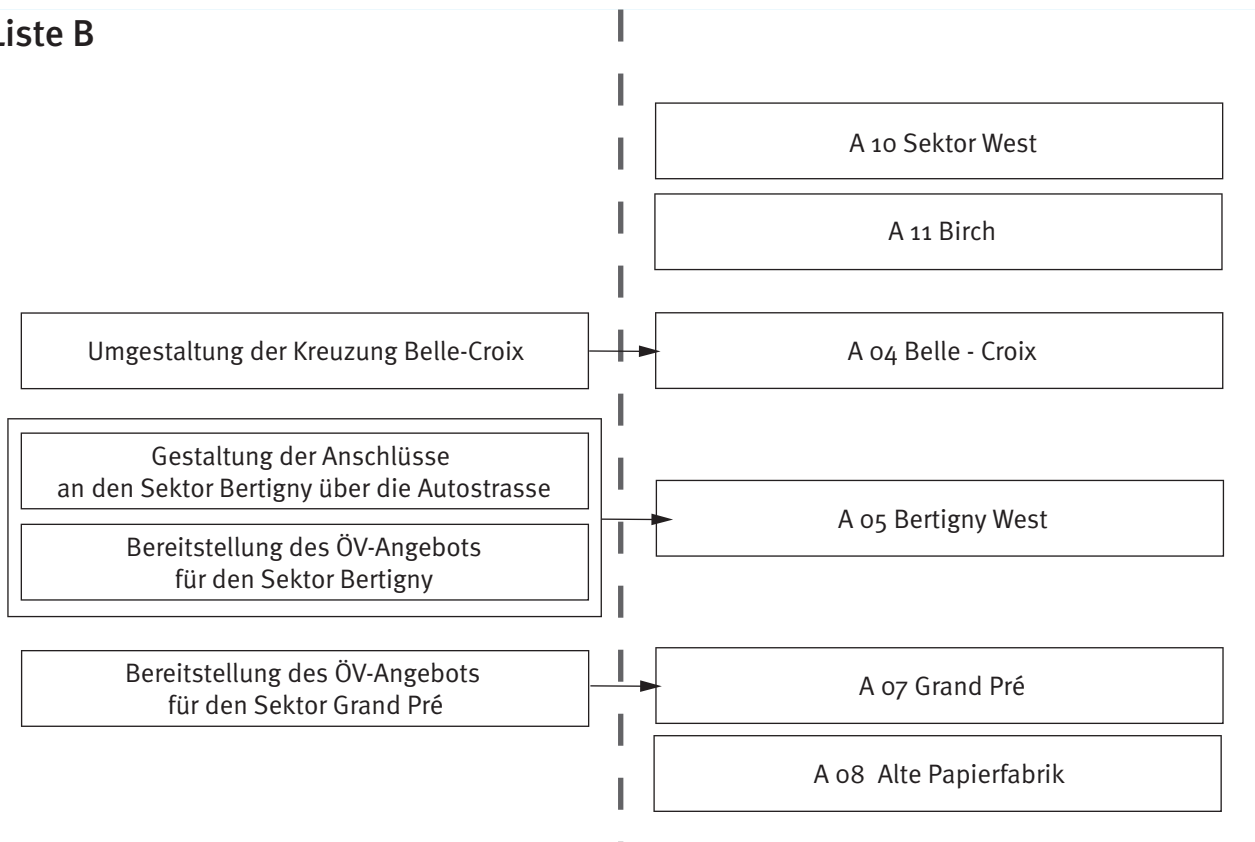 Liste B
A 10 Sektor West
A 11 Birch
Umgestaltung der Kreuzung Belle-Croix
A 04 Belle - Croix
Gestaltung der Anschlüsse
an den Sektor Bertigny über die Autostrasse
Bereitstellung des ÖV-Angebots
für den Sektor Bertigny
A 05 Bertigny West
Bereitstellung des ÖV-Angebots
für den Sektor Grand Pré
A 07 Grand Pré
A 08 Alte Papierfabrik